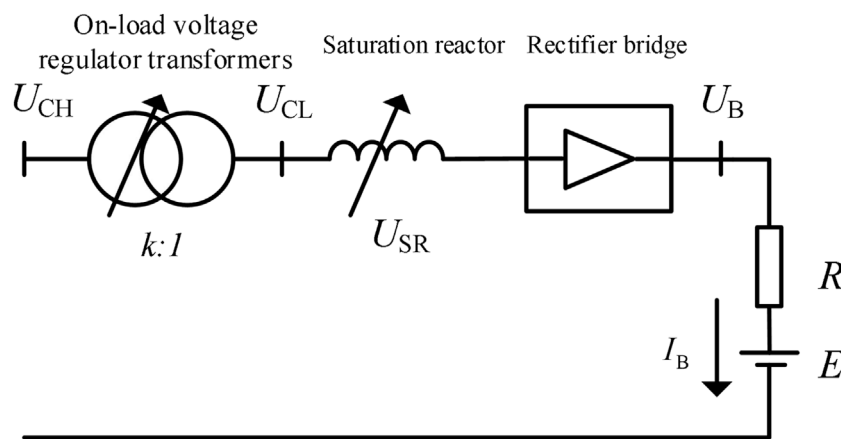 On-load voltage
regulator transformers
Saturation reactor
Rectifier bridge
U_CH
U_CL
U_B
k:1
U_SR
R
I_B
E